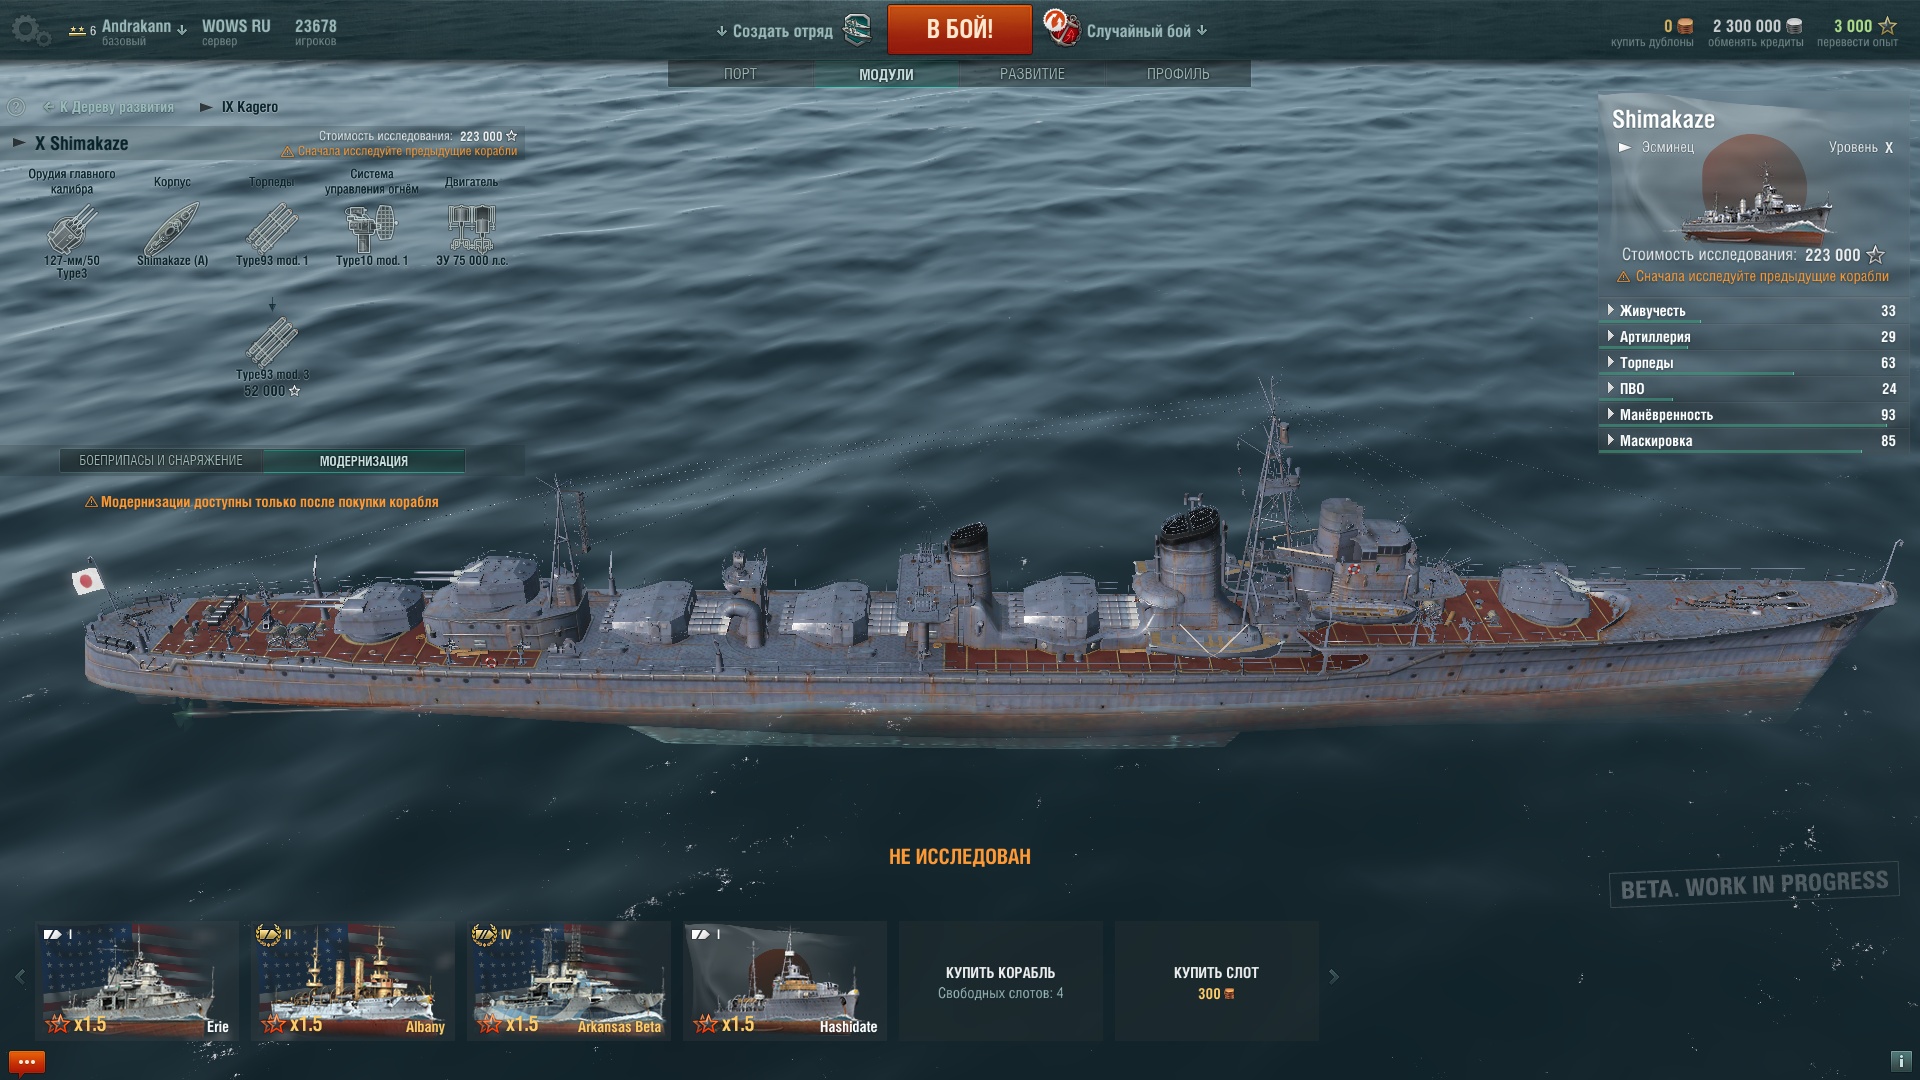 6 Andrakann
базовый
WOWS RU
сервер
23678
игроков
Создать отряд
В БОЙ!
Случайный бой
0
купить дублоны
2 300 000
обменять кредиты
3 000
перевести опыт
ПОРТ
МОДУЛИ
РАЗВИТИЕ
ПРОФИЛЬ
К Дереву развития
IX Kagero
X Shimakaze
Стоимость исследования: 223 000
Сначала исследуйте предыдущие корабли
Орудия главного калибра
Корпус
Торпеды
Система управления огнём
Двигатель
127-мм/50 Type3
Shimakaze (A)
Type93 mod. 1
Type10 mod. 1
ЭУ 75 000 л.с.
Type93 mod. 3
52 000
БОЕПРИПАСЫ И СНАРЯЖЕНИЕ
МОДЕРНИЗАЦИЯ
Модернизации доступны только после покупки корабля
Shimakaze
Эсминец
Уровень X
Стоимость исследования: 223 000
Сначала исследуйте предыдущие корабли
Живучесть 33
Артиллерия 29
Торпеды 63
ПВО 24
Манёвренность 93
Маскировка 85
НЕ ИССЛЕДОВАН
BETA. WORK IN PROGRESS
I
x1.5
Erie
II
x1.5
Albany
IV
x1.5
Arkansas Beta
I
x1.5
Hashidate
КУПИТЬ КОРАБЛЬ
Свободных слотов: 4
КУПИТЬ СЛОТ
300